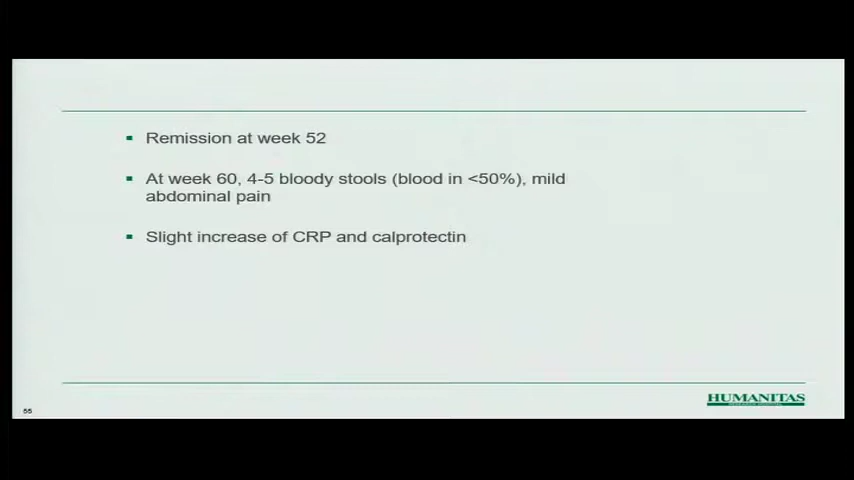 Remission at week 52
At week 60, 4-5 bloody stools (blood in <50%), mild
abdominal pain
Slight increase of CRP and calprotectin
HUMANITAS
55